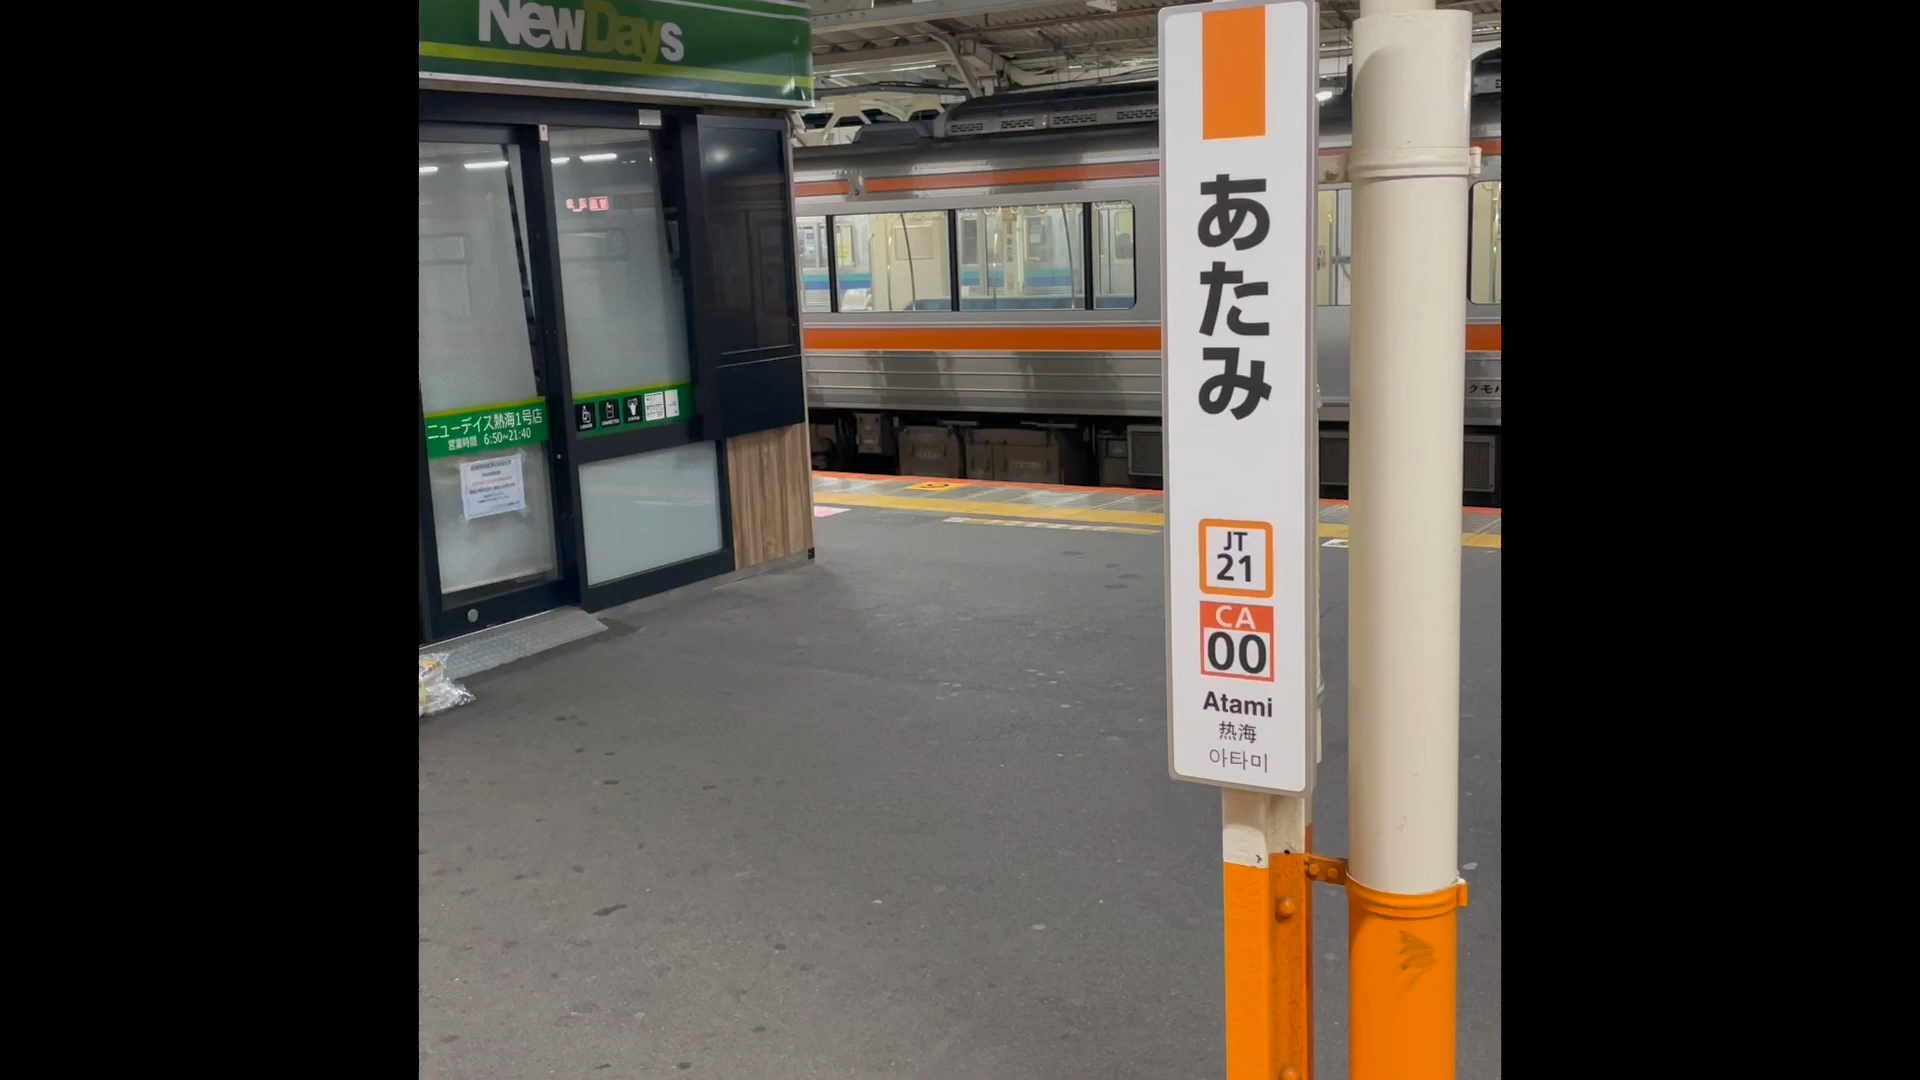 NewDays
ニューデイズ熱海1号店
営業時間 6:50~21:40
あたみ
JT
21
CA
00
Atami
热海
아타미
クモハ